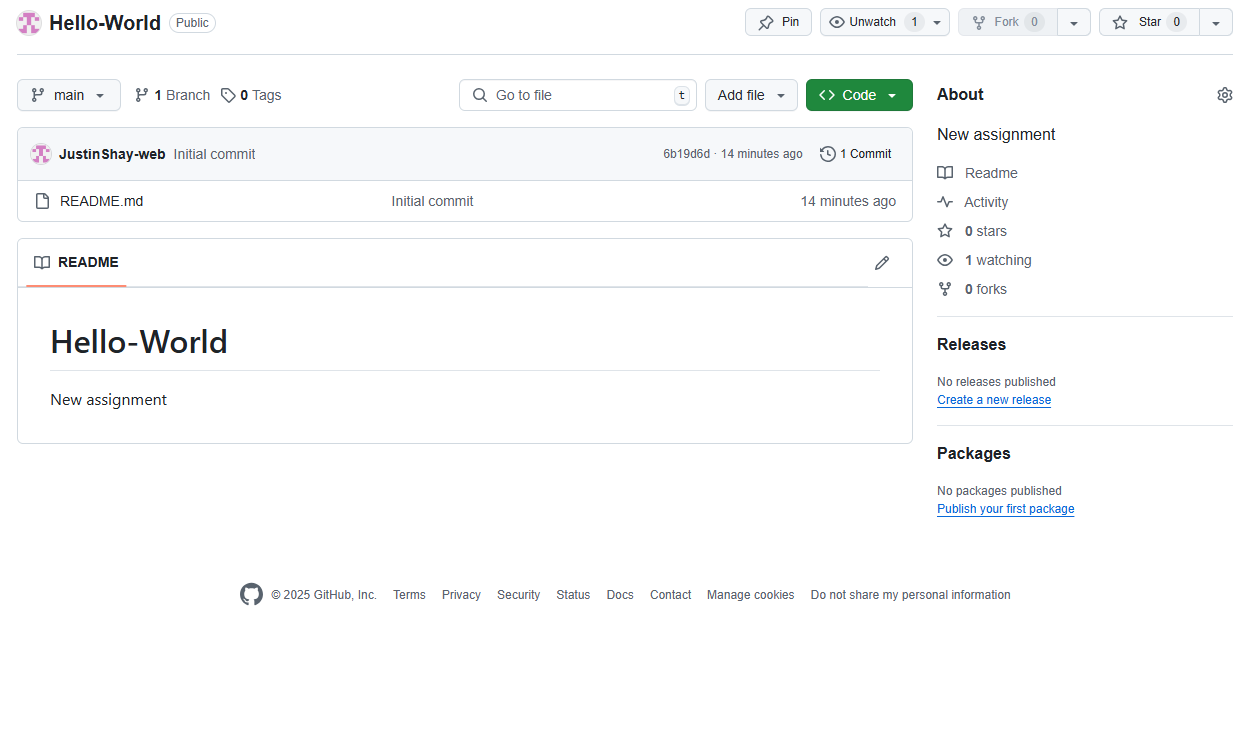 Hello-World Public Pin Unwatch 1 Fork 0 Star 0
main 1 Branch 0 Tags Go to file t Add file Code
JustinShay-web Initial commit 6b19d6d · 14 minutes ago 1 Commit
README.md Initial commit 14 minutes ago
README
Hello-World
New assignment
About
New assignment
Readme
Activity
0 stars
1 watching
0 forks
Releases
No releases published
Create a new release
Packages
No packages published
Publish your first package
© 2025 GitHub, Inc. Terms Privacy Security Status Docs Contact Manage cookies Do not share my personal information